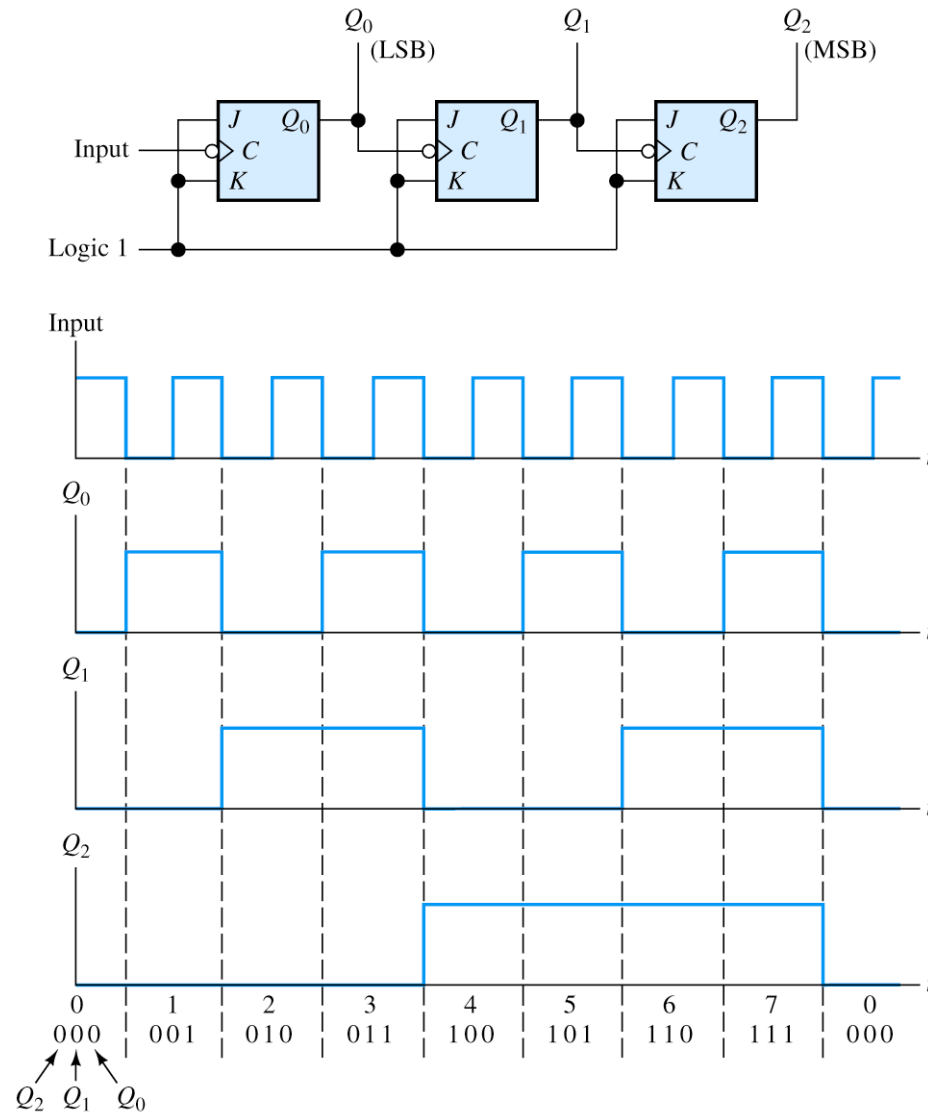 Q₀ Q₁ Q₂
(LSB) (MSB)
J Q₀ J Q₁ J Q₂
Input C C C
K K K
Logic 1
Input
t
Q₀
t
Q₁
t
Q₂
t
0 1 2 3 4 5 6 7 0
000 001 010 011 100 101 110 111 000
Q₂ Q₁ Q₀